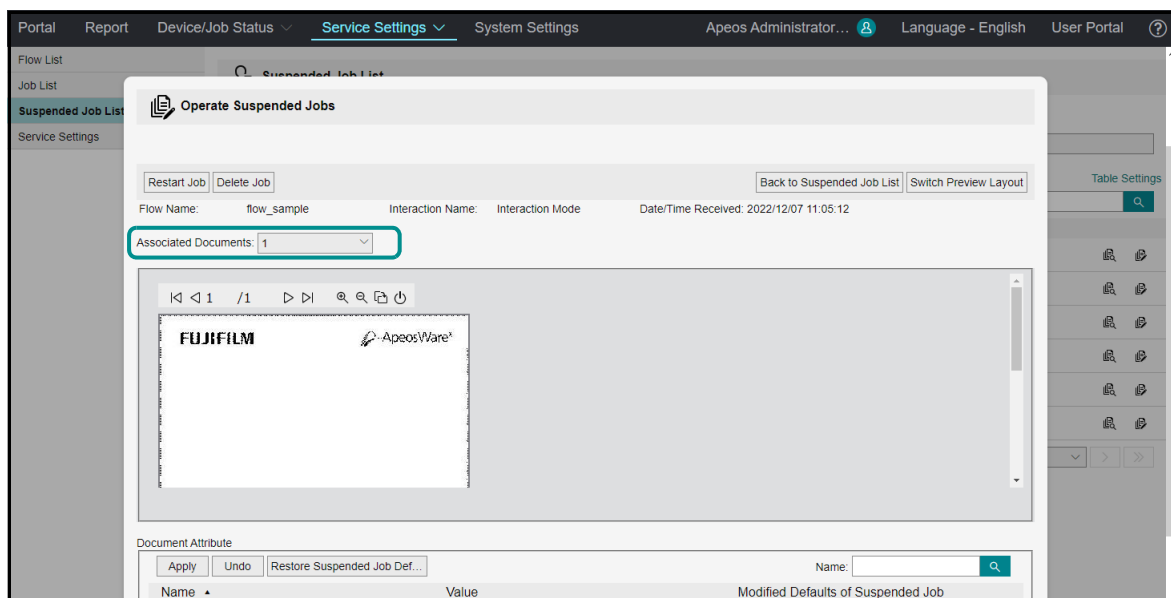 Portal Report Device/Job Status Service Settings System Settings Apeos Administrator... Language - English User Portal ?
Flow List
Suspended Job List
Job List
Suspended Job List
Service Settings
Operate Suspended Jobs
Restart Job Delete Job Back to Suspended Job List Switch Preview Layout
Table Settings
Flow Name: flow_sample Interaction Name: Interaction Mode Date/Time Received: 2022/12/07 11:05:12
Associated Documents: 1
1 /1
FUJIFILM ApeosWare
Document Attribute
Apply Undo Restore Suspended Job Def... Name:
Name Value Modified Defaults of Suspended Job